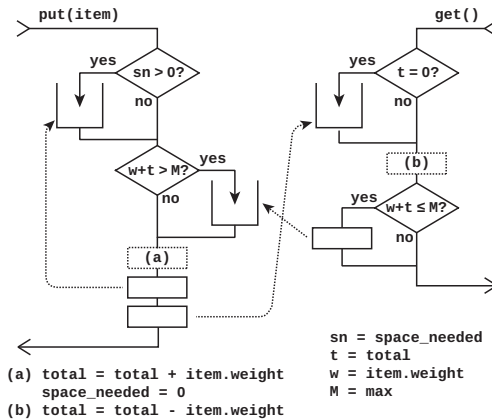 put(item)
get()
yes
sn > 0?
no
yes
t = 0?
no
w+t > M?
yes
no
(b)
yes
w+t ≤ M?
no
(a)
sn = space_needed
t = total
w = item.weight
M = max
(a) total = total + item.weight
space_needed = 0
(b) total = total - item.weight